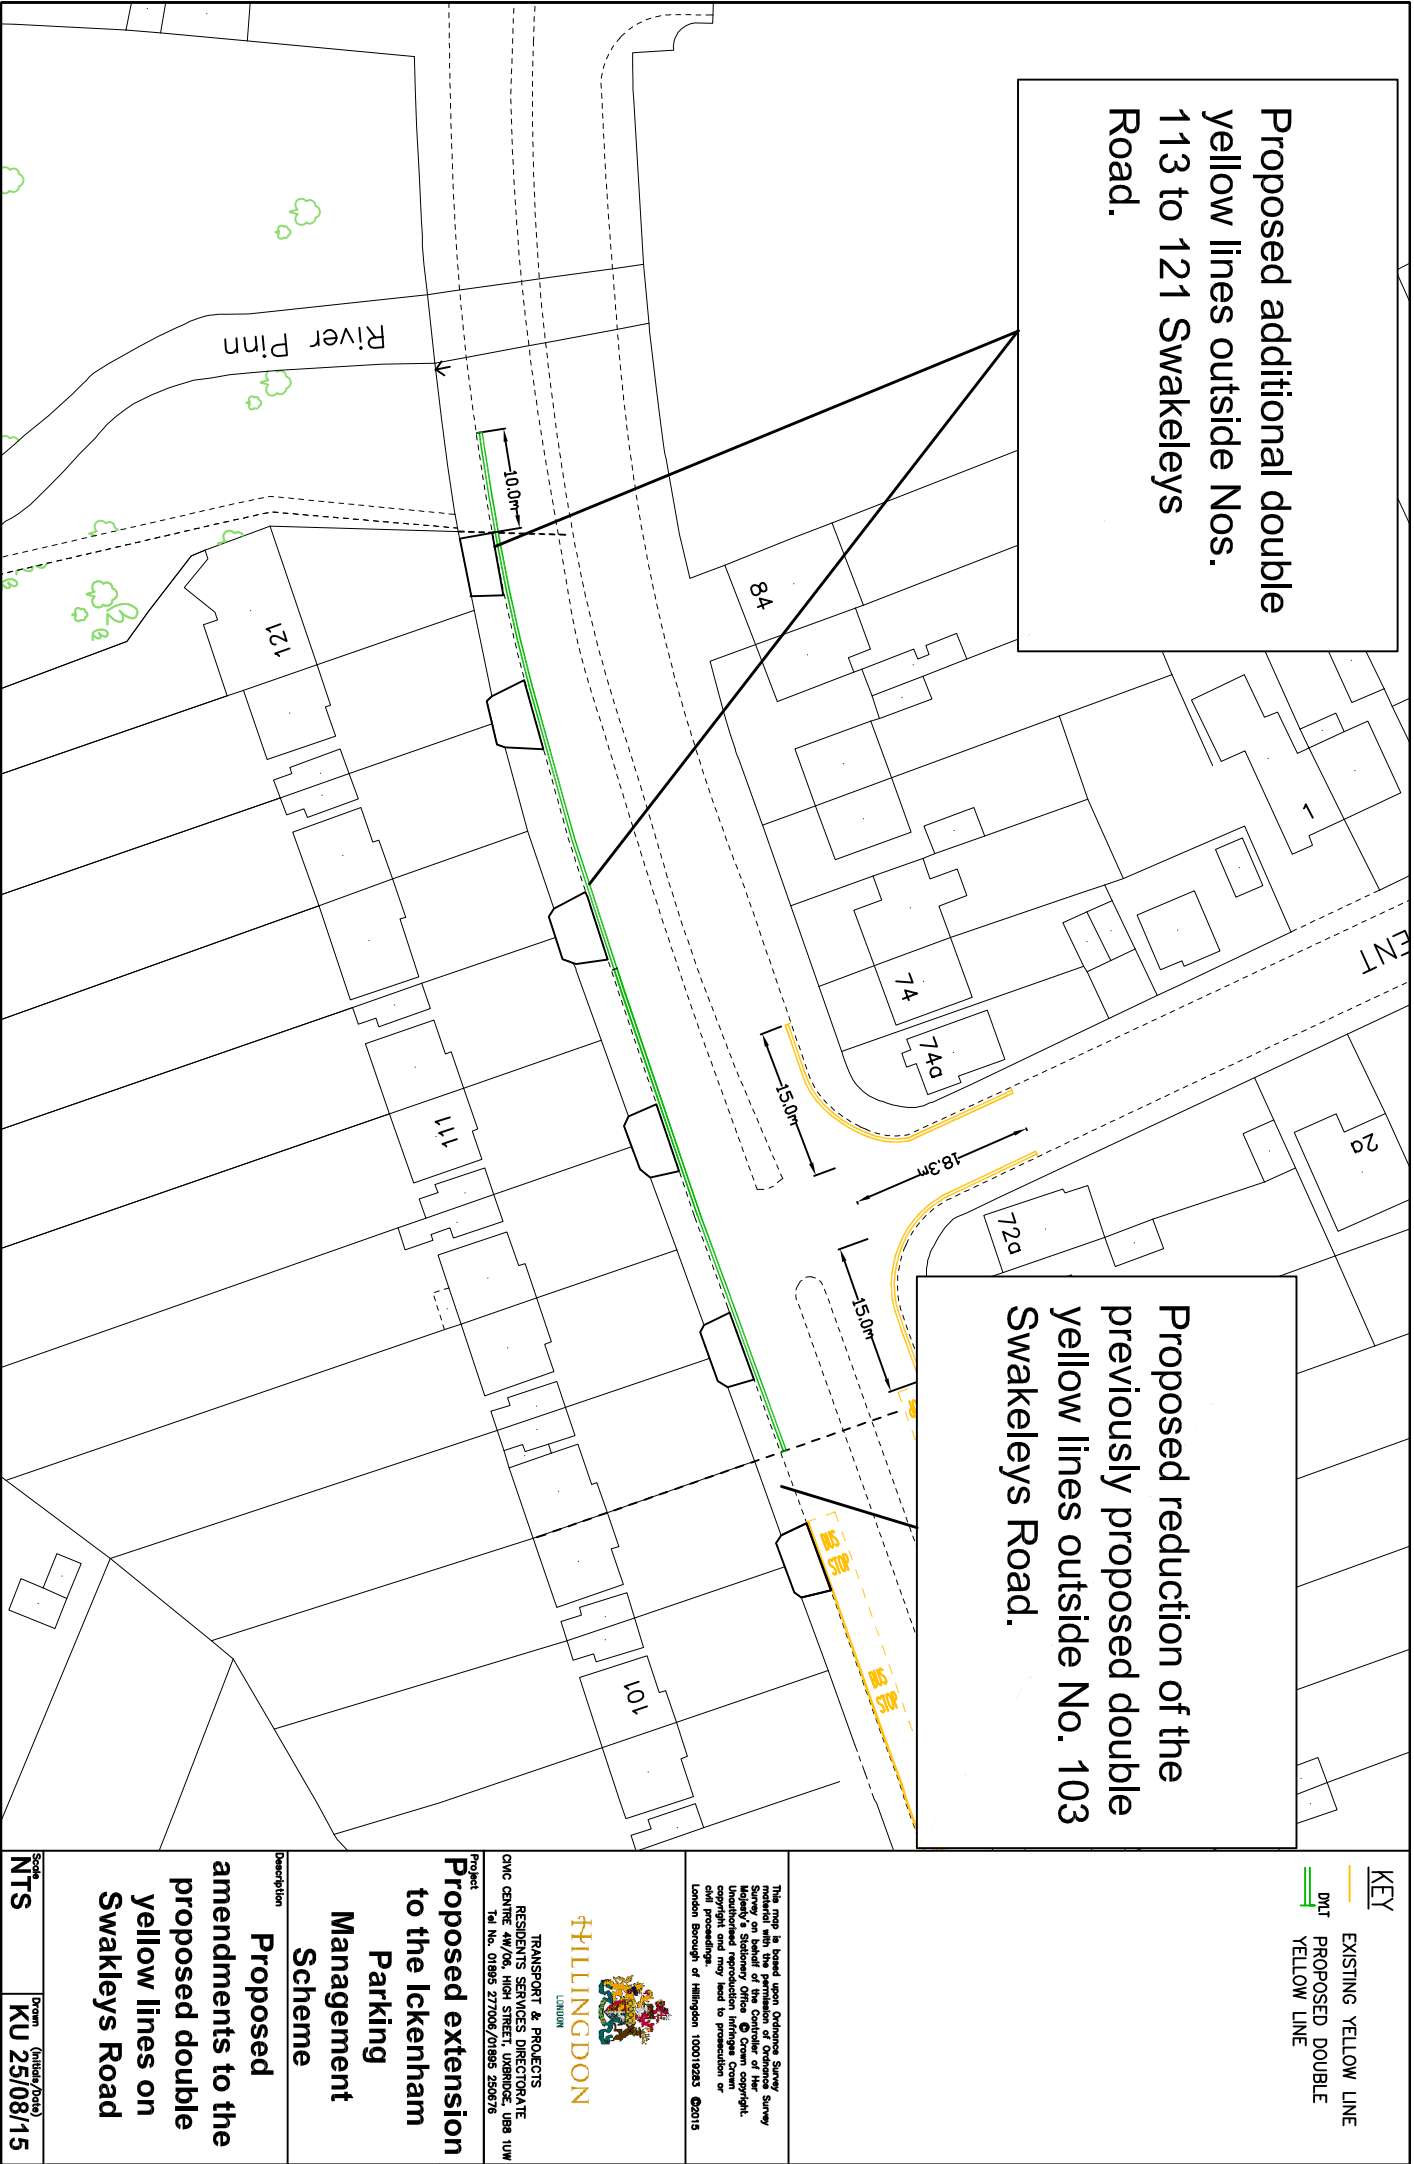 Proposed additional double
yellow lines outside Nos.
113 to 121 Swakeleys
Road.
Proposed reduction of the
previously proposed double
yellow lines outside No. 103
Swakeleys Road.
River Pinn
10.0m
15.0m
18.3m
15.0m
84
74
74a
72a
2a
1
ENT
121
111
101
BUS
STOP
BUS
STOP
KEY
EXISTING YELLOW LINE
DYLT
PROPOSED DOUBLE
YELLOW LINE
This map is based upon Ordnance Survey
material with the permission of Ordnance Survey
Survey on behalf of the Controller of Her
Majesty's Stationery Office © Crown copyright.
Unauthorised reproduction infringes Crown
copyright and may lead to prosecution or
civil proceedings.
London Borough of Hillingdon 100019283 @2015
HILLINGDON
LONDON
TRANSPORT & PROJECTS
RESIDENTS SERVICES DIRECTORATE
CIVIC CENTRE 4W/06, HIGH STREET, UXBRIDGE, UB8 1UW
Tel No. 01895 277006/01895 250676
Project
Proposed extension
to the Ickenham
Parking
Management
Scheme
Description
Proposed
amendments to the
proposed double
yellow lines on
Swakleys Road
Scale
NTS
Drawn (Initials/Date)
KU 25/08/15